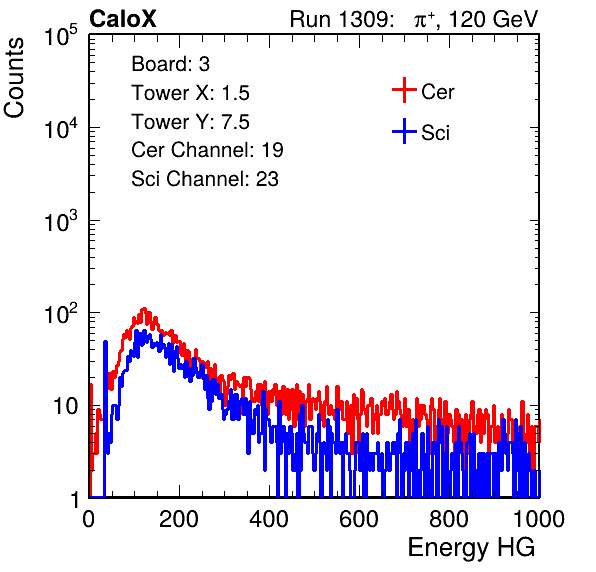 CaloX Run 1309: π⁺, 120 GeV
Board: 3
Tower X: 1.5
Tower Y: 7.5
Cer Channel: 19
Sci Channel: 23
Cer
Sci
Counts
10⁵
10⁴
10³
10²
10
1
0 200 400 600 800 1000
Energy HG